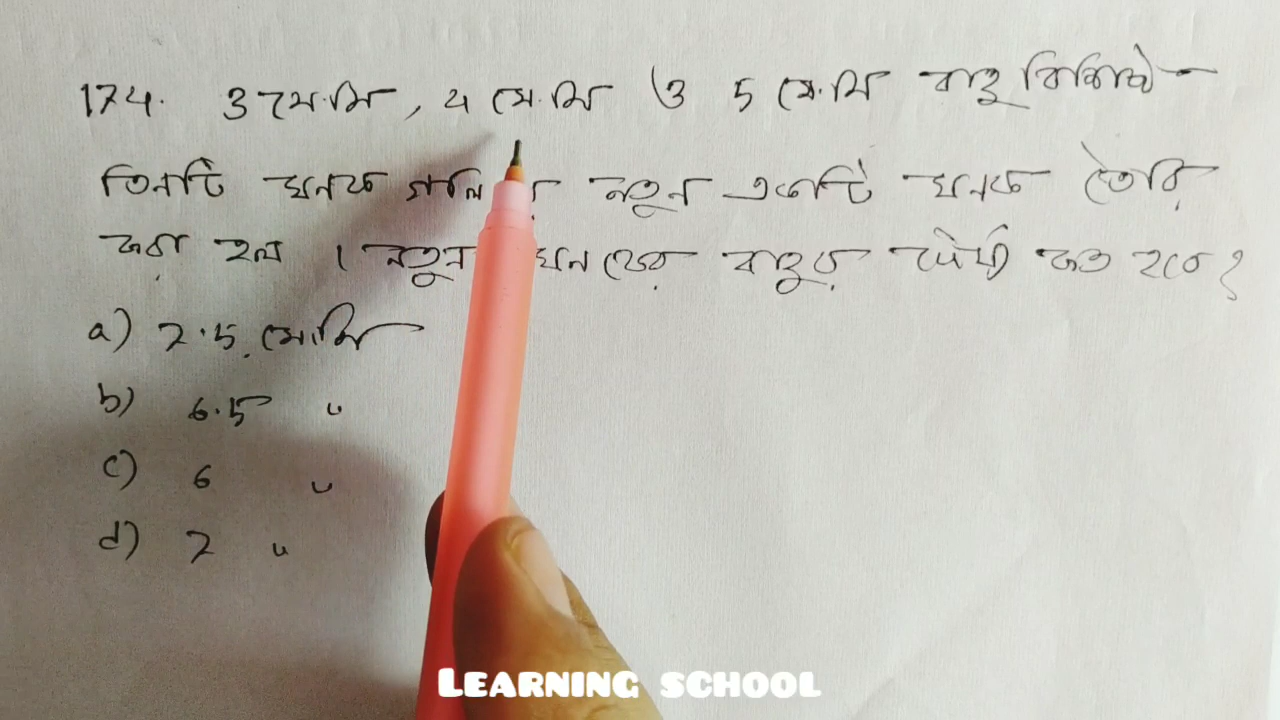 174. 3 সে.মি, 4 সে.মি ও 5 সে.মি বাহু বিশিষ্ট
তিনটি ঘনক গলিয়ে নতুন একটি ঘনক তৈরি
করা হল । নতুন ঘনকের বাহুর দৈর্ঘ্য কত হবে?
a) 7.5 সে.মি
b) 6.5 "
c) 6 "
d) 7 "
LEARNING SCHOOL